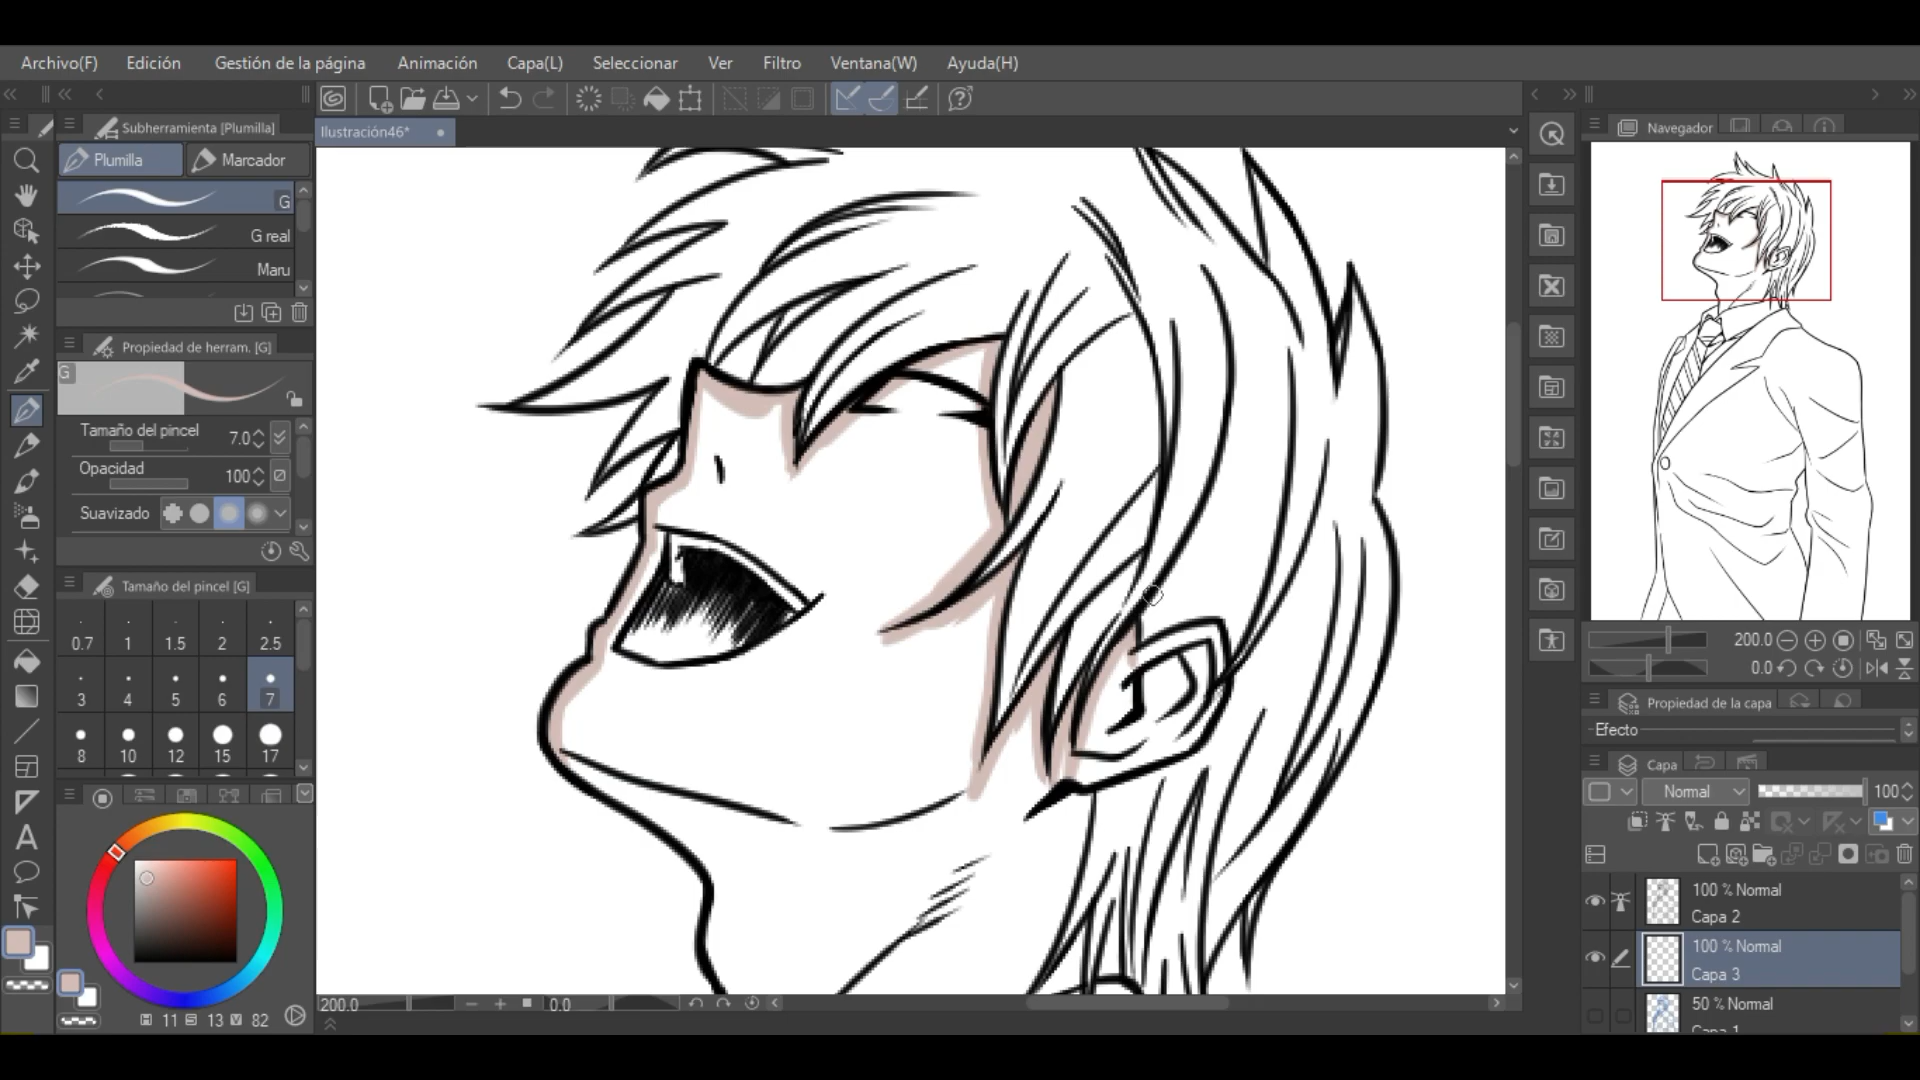 Archivo(F) Edición Gestión de la página Animación Capa(L) Seleccionar Ver Filtro Ventana(W) Ayuda(H)
Subherramienta [Plumilla]
Ilustración46*
Navegador
Plumilla Marcador
G
G real
Maru
Propiedad de herram. [G]
G
Tamaño del pincel 7.0
Opacidad 100
Suavizado
Tamaño del pincel [G]
0.7 1 1.5 2 2.5
3 4 5 6 7
8 10 12 15 17
H 11 S 13 V 82
200.0 0.0
200.0
0.0
Propiedad de la capa
Efecto
Capa
Normal 100
100 % Normal
Capa 2
100 % Normal
Capa 3
50 % Normal
Capa 1
A